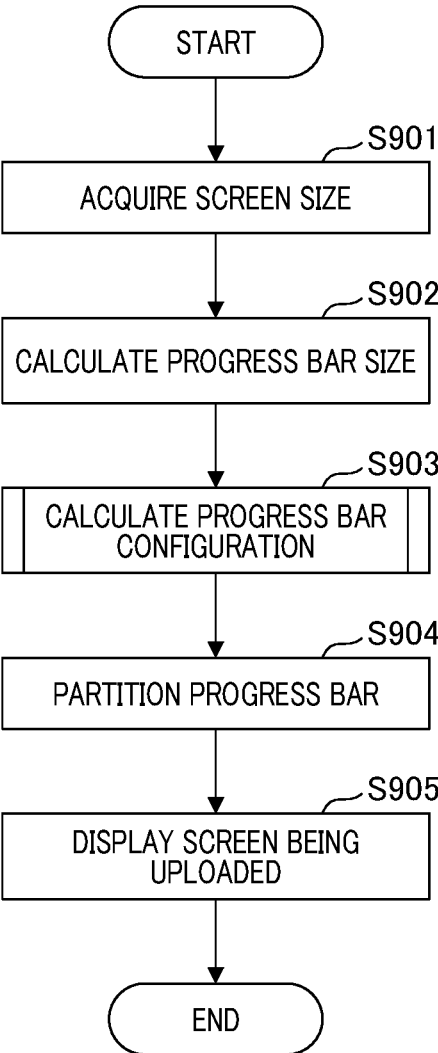 START
S901
ACQUIRE SCREEN SIZE
S902
CALCULATE PROGRESS BAR SIZE
S903
CALCULATE PROGRESS BAR
CONFIGURATION
S904
PARTITION PROGRESS BAR
S905
DISPLAY SCREEN BEING
UPLOADED
END